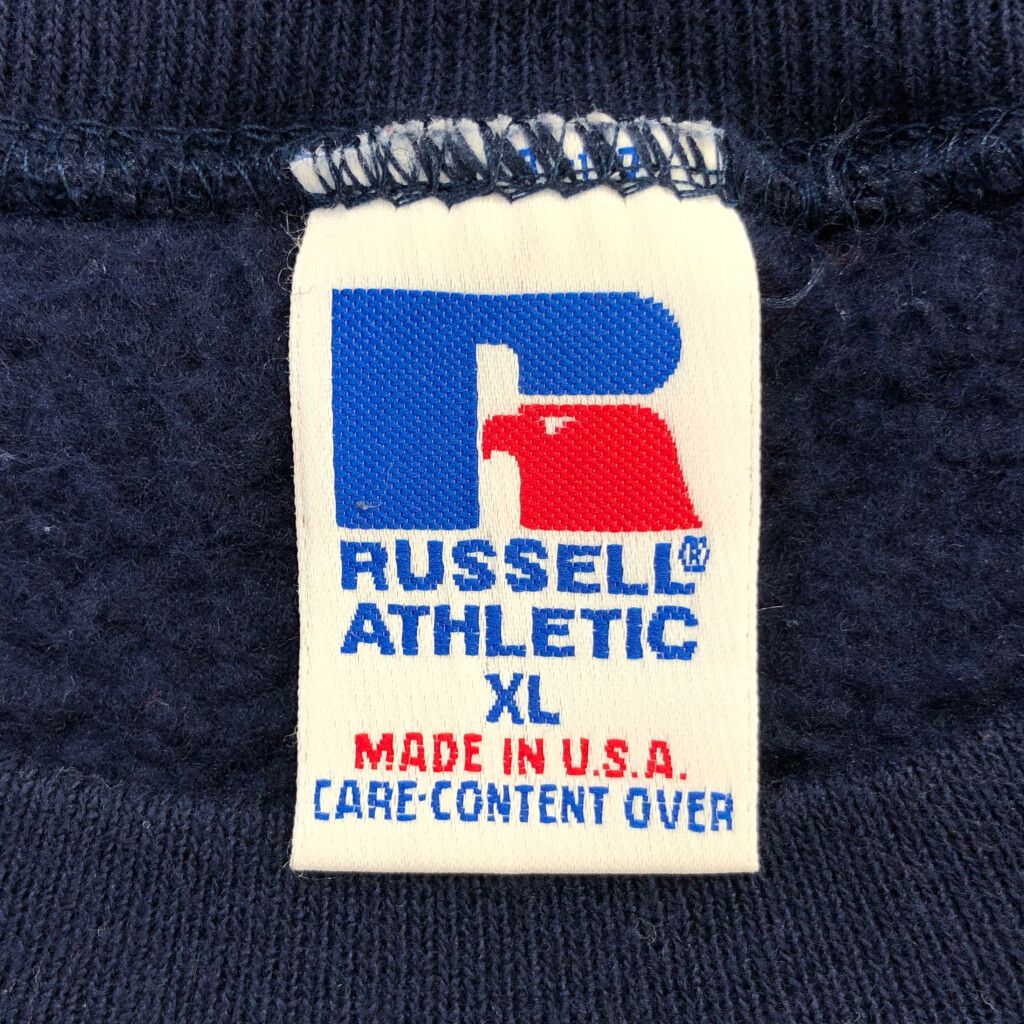 RUSSELL®
ATHLETIC
XL
MADE IN U.S.A.
CARE-CONTENT OVER